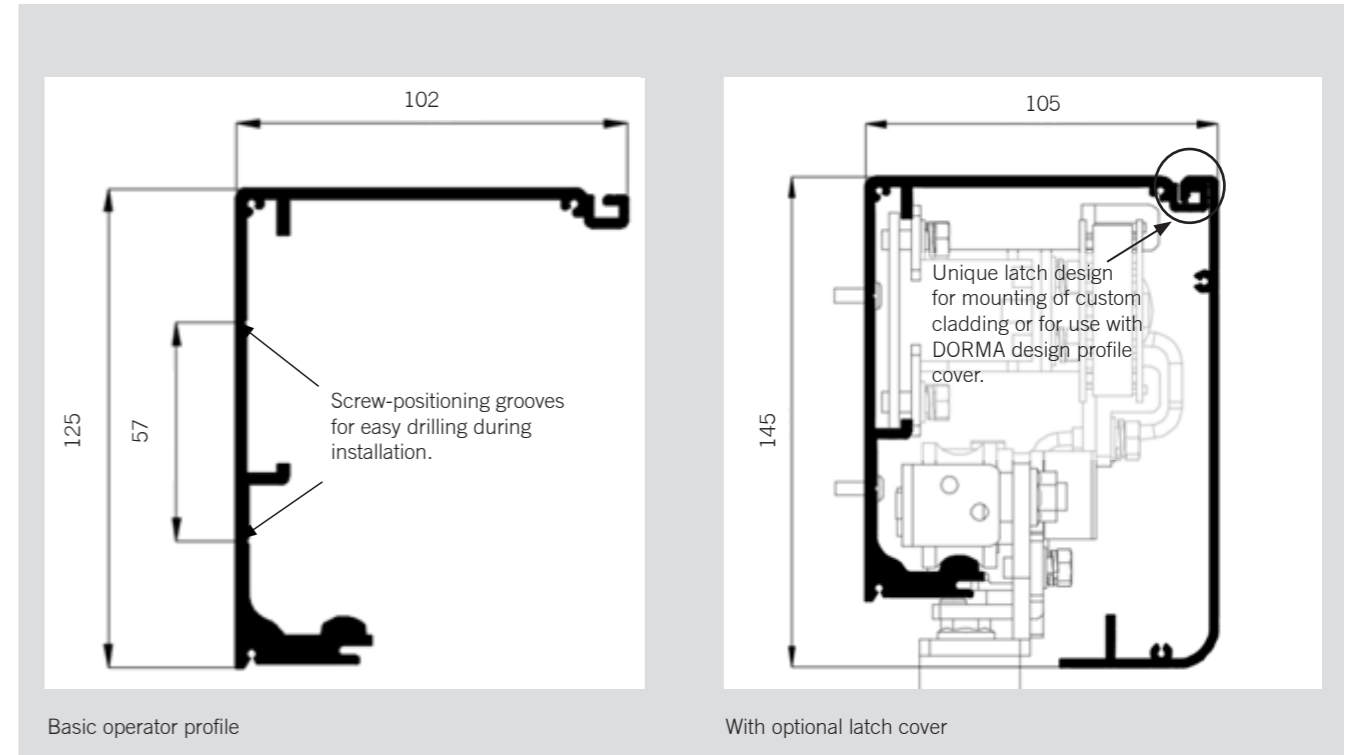 102
125
57
Screw-positioning grooves
for easy drilling during
installation.
Basic operator profile
105
145
Unique latch design
for mounting of custom
cladding or for use with
DORMA design profile
cover.
With optional latch cover